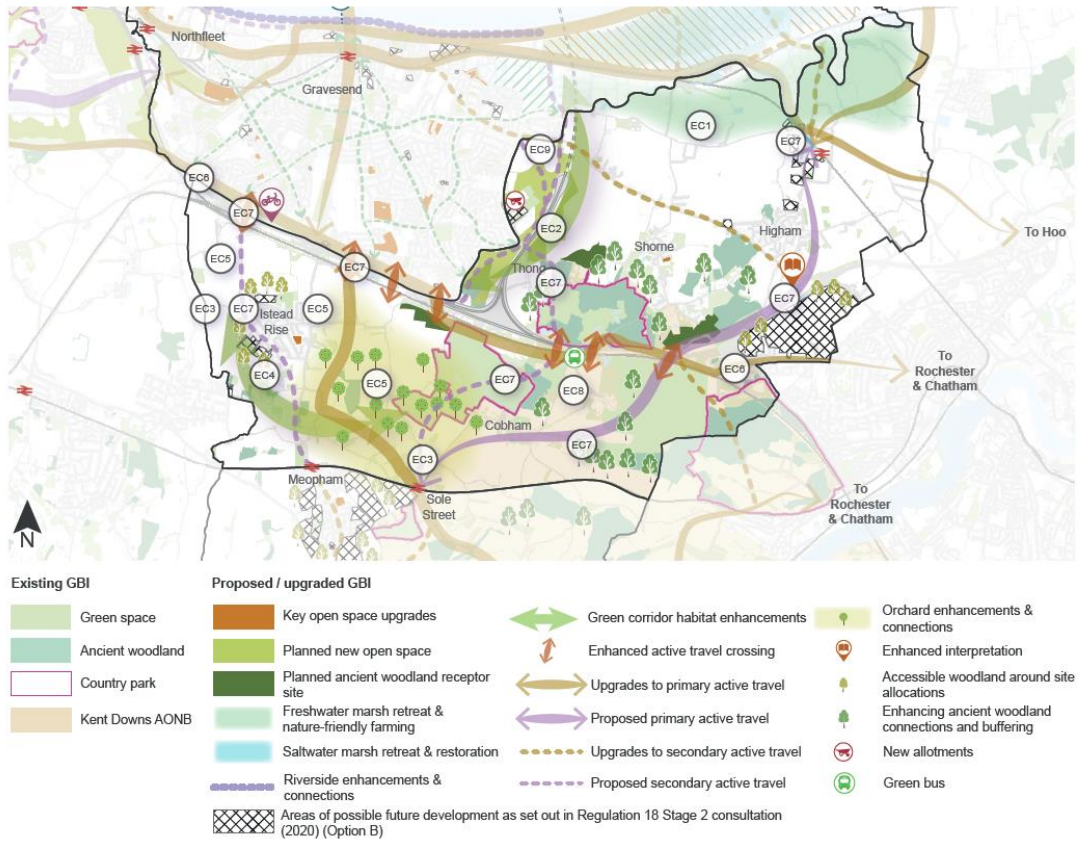 Northfleet
Gravesend
EC1
EC7
EC9
EC6
EC7
EC2
Higham
To Hoo
EC5
EC7
Shorne
Thong
EC7
EC7
EC3
EC7
EC5
Istead
Rise
EC4
EC5
EC7
EC8
EC6
To
Rochester
& Chatham
Cobham
EC7
EC3
Meopham
Sole
Street
To
Rochester
& Chatham
N
Existing GBI
Green space
Ancient woodland
Country park
Kent Downs AONB
Proposed / upgraded GBI
Key open space upgrades
Planned new open space
Planned ancient woodland receptor
site
Freshwater marsh retreat &
nature-friendly farming
Saltwater marsh retreat & restoration
Riverside enhancements &
connections
Areas of possible future development as set out in Regulation 18 Stage 2 consultation
(2020) (Option B)
Green corridor habitat enhancements
Enhanced active travel crossing
Upgrades to primary active travel
Proposed primary active travel
Upgrades to secondary active travel
Proposed secondary active travel
Orchard enhancements &
connections
Enhanced interpretation
Accessible woodland around site
allocations
Enhancing ancient woodland
connections and buffering
New allotments
Green bus